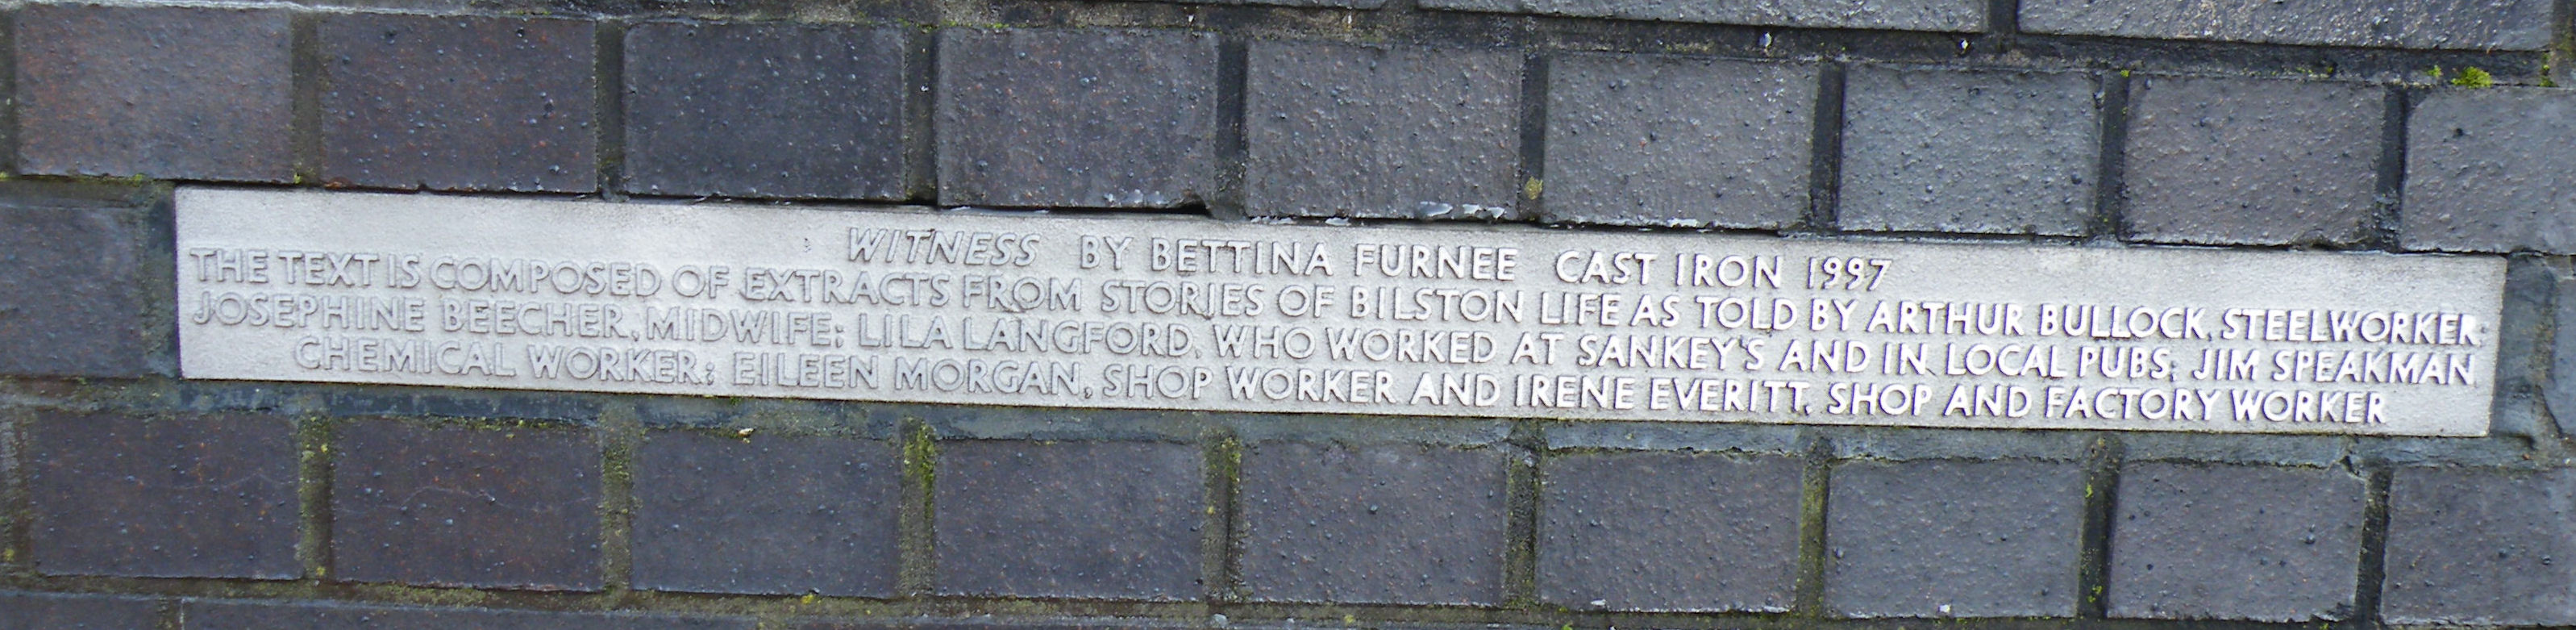 WITNESS BY BETTINA FURNEE CAST IRON 1997
THE TEXT IS COMPOSED OF EXTRACTS FROM STORIES OF BILSTON LIFE AS TOLD BY ARTHUR BULLOCK, STEELWORKER;
JOSEPHINE BEECHER, MIDWIFE; LILA LANGFORD, WHO WORKED AT SANKEY'S AND IN LOCAL PUBS; JIM SPEAKMAN,
CHEMICAL WORKER; EILEEN MORGAN, SHOP WORKER AND IRENE EVERITT, SHOP AND FACTORY WORKER